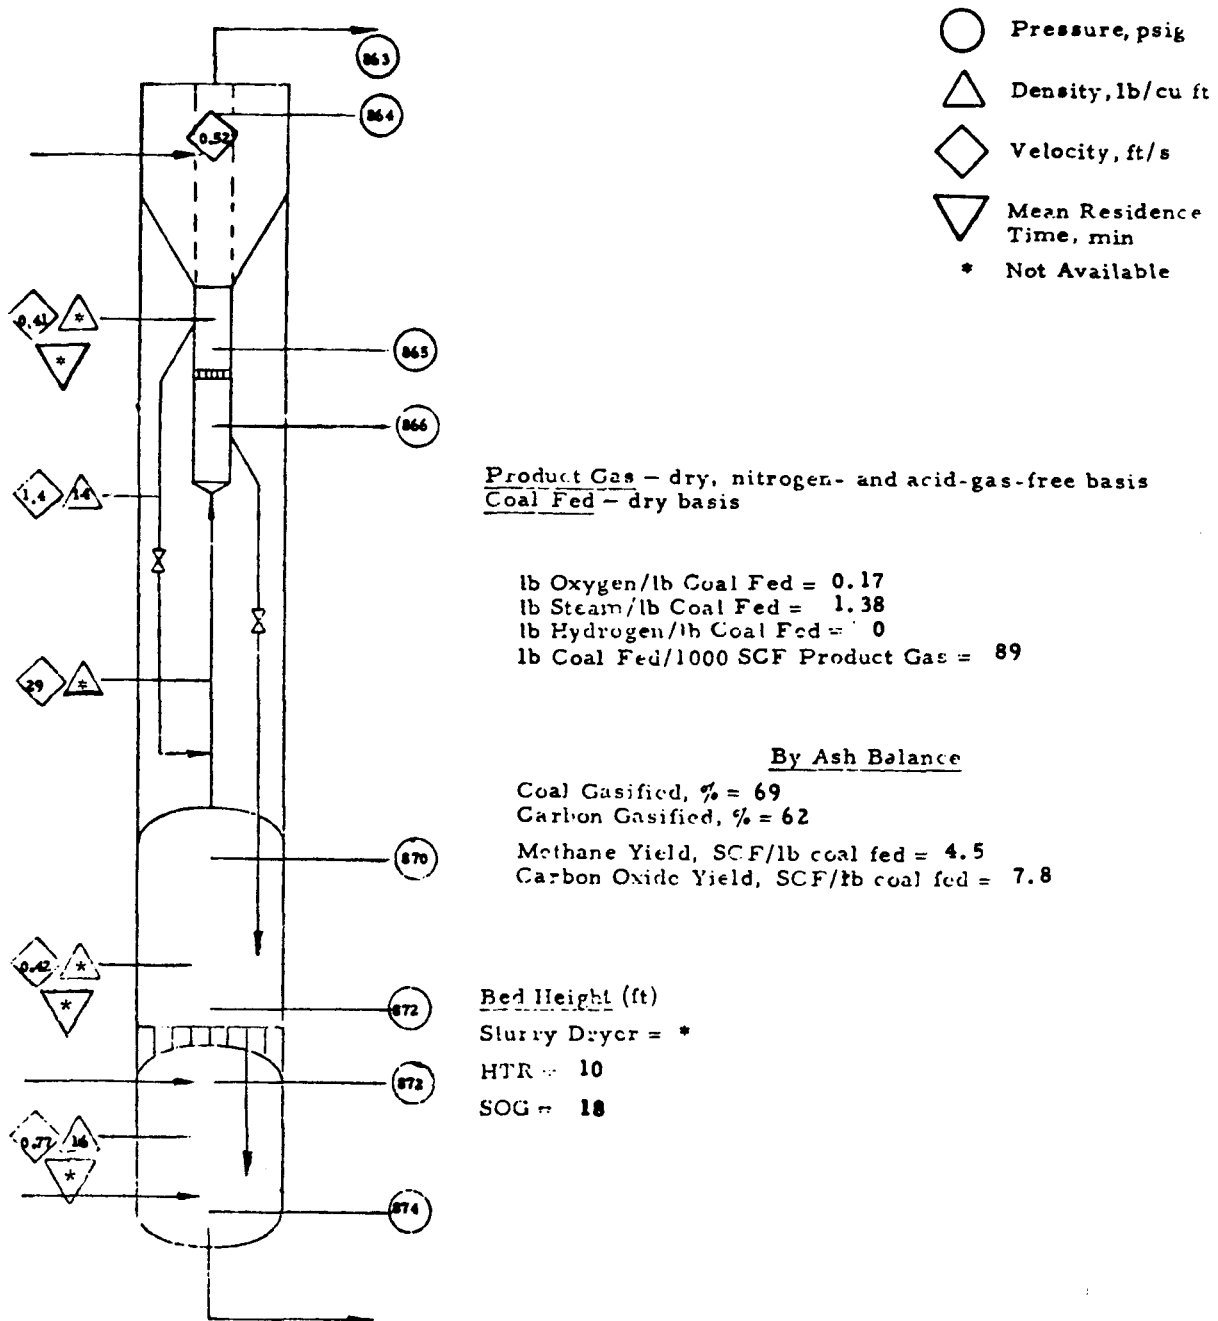 Pressure, psig
863
864
Density, lb/cu ft
0.52
Velocity, ft/s
Mean Residence
Time, min
* Not Available
0.41 *
*
865
866
Product Gas – dry, nitrogen- and acid-gas-free basis
Coal Fed – dry basis
1.4
lb Oxygen/lb Coal Fed = 0.17
lb Steam/lb Coal Fed = 1.38
lb Hydrogen/lb Coal Fed = 0
lb Coal Fed/1000 SCF Product Gas = 89
29 *
By Ash Balance
Coal Gasified, % = 69
Carbon Gasified, % = 62
Methane Yield, SCF/lb coal fed = 4.5
Carbon Oxide Yield, SCF/lb coal fed = 7.8
870
0.42 *
*
872
Bed Height (ft)
Slurry Dryer = *
HTR = 10
SOG = 18
872
0.77 16
*
874